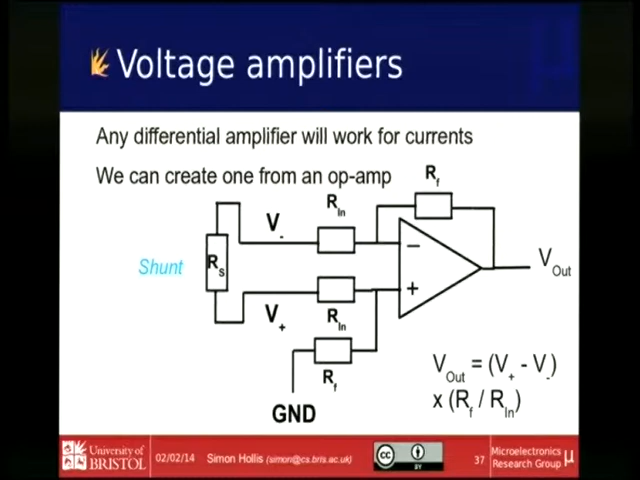 Voltage amplifiers
Any differential amplifier will work for currents
We can create one from an op-amp
Rf
RIn
V-
Shunt
Rs
−
VOut
+
V+
RIn
Rf
GND
VOut = (V+ - V-)
x (Rf / RIn)
University of
BRISTOL
02/02/14
Simon Hollis (simon@cs.bris.ac.uk)
cc
BY
37
Microelectronics
Research Group
μ